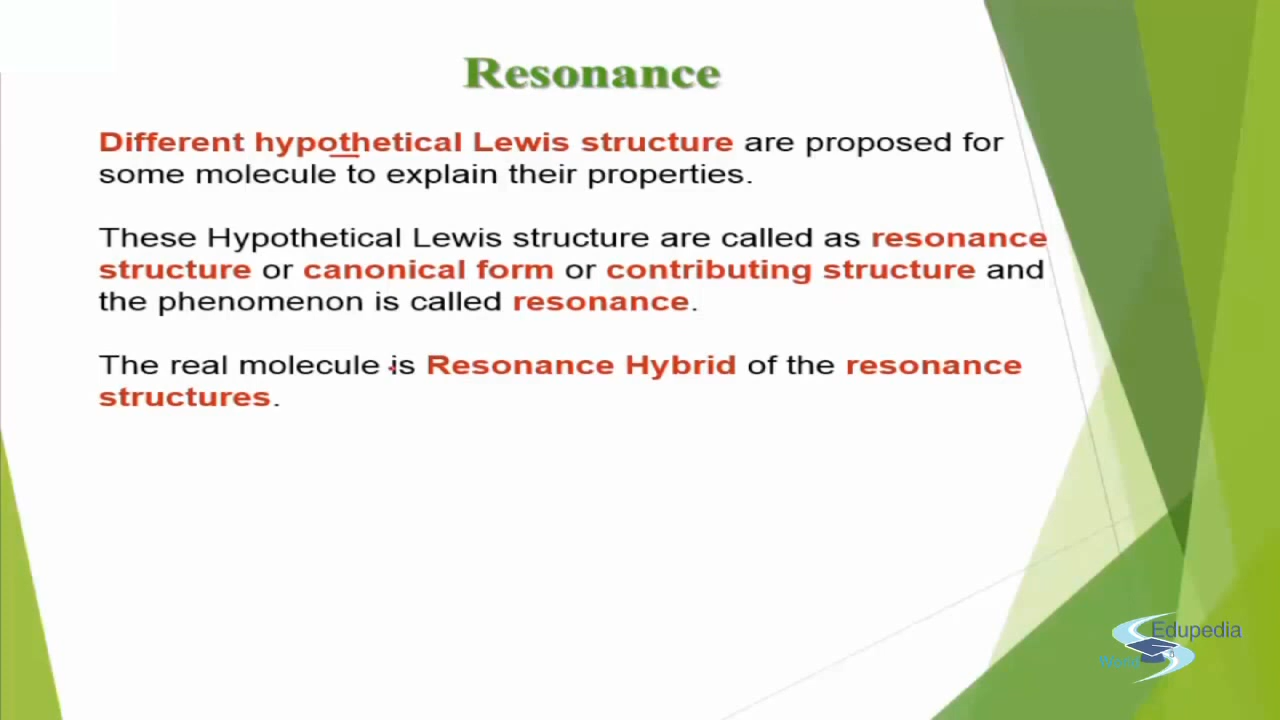 Resonance
Different hypothetical Lewis structure are proposed for
some molecule to explain their properties.
These Hypothetical Lewis structure are called as resonance
structure or canonical form or contributing structure and
the phenomenon is called resonance.
The real molecule is Resonance Hybrid of the resonance
structures.
Edupedia
World